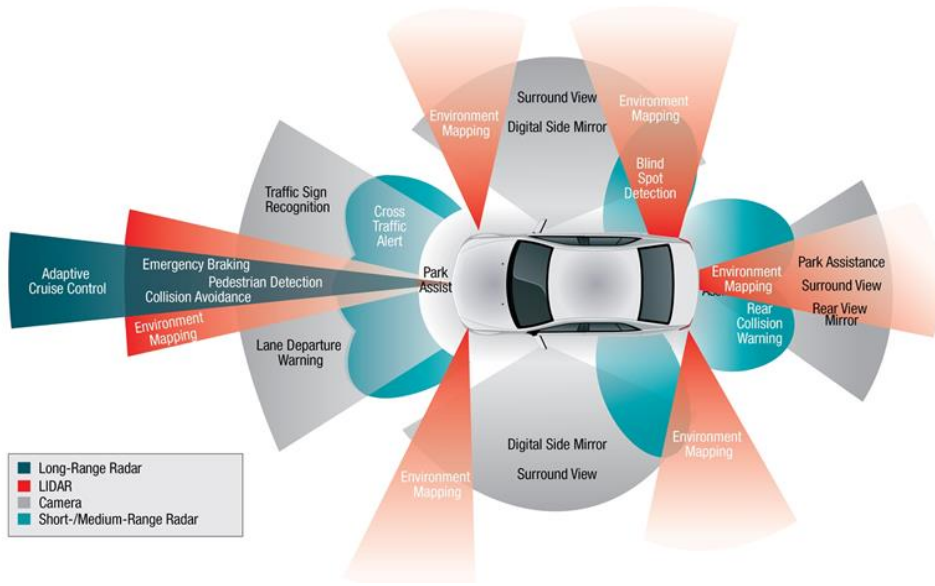 Environment
Mapping
Surround View
Digital Side Mirror
Environment
Mapping
Blind
Spot
Detection
Traffic Sign
Recognition
Cross
Traffic
Alert
Adaptive
Cruise Control
Emergency Braking
Pedestrian Detection
Collision Avoidance
Environment
Mapping
Park
Assist
Lane Departure
Warning
Environment
Mapping
Park Assistance
Surround View
Rear View
Mirror
Rear
Collision
Warning
Digital Side Mirror
Surround View
Environment
Mapping
Environment
Mapping
Long-Range Radar
LIDAR
Camera
Short-/Medium-Range Radar